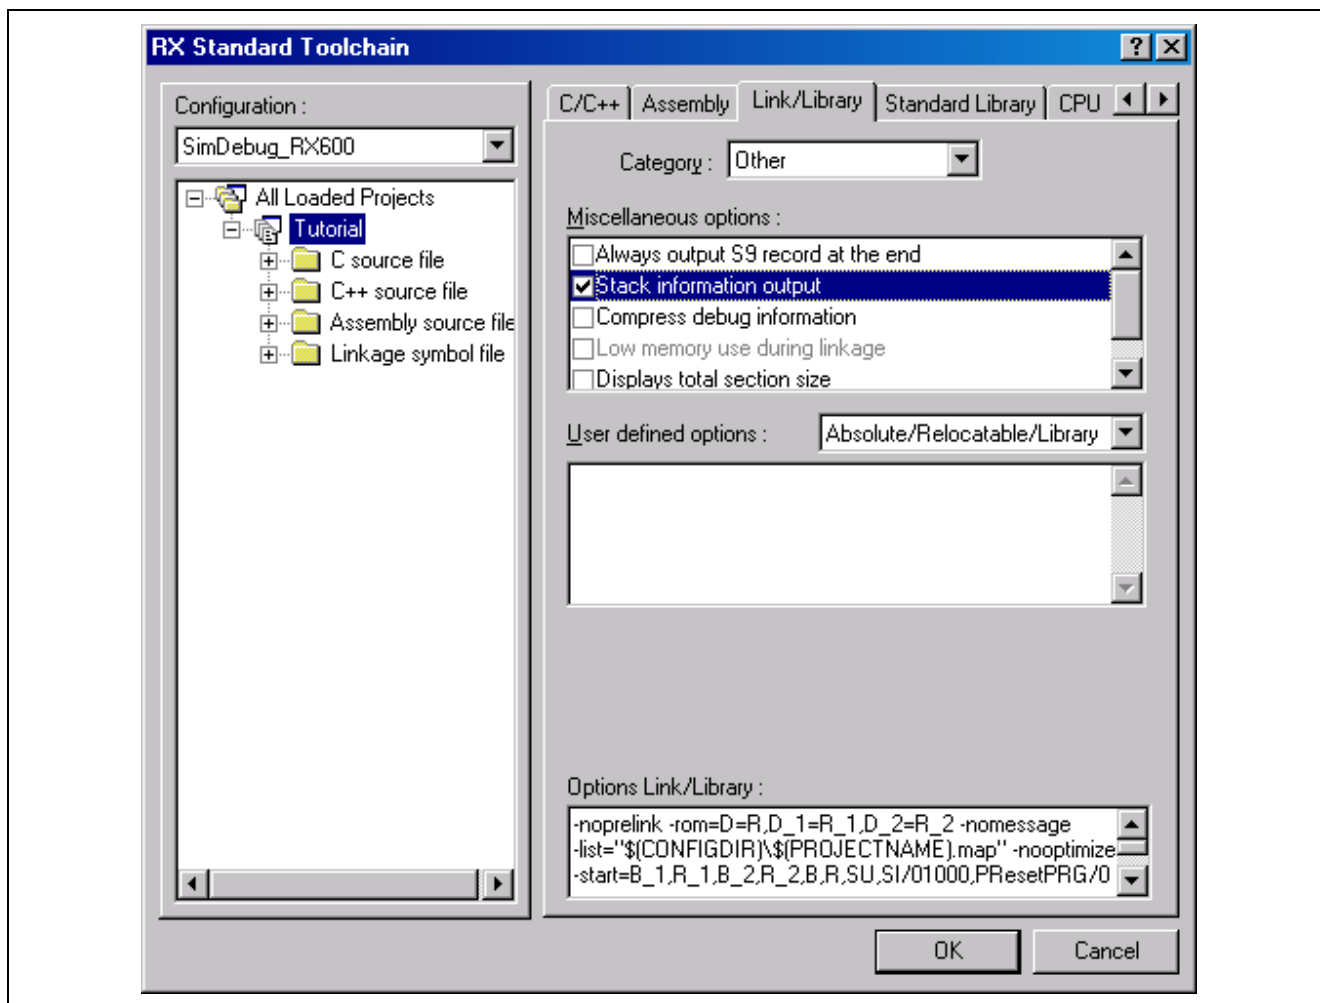 RX Standard Toolchain
Configuration :
SimDebug_RX600
All Loaded Projects
Tutorial
C source file
C++ source file
Assembly source file
Linkage symbol file
C/C++ Assembly Link/Library Standard Library CPU
Category : Other
Miscellaneous options :
Always output S9 record at the end
Stack information output
Compress debug information
Low memory use during linkage
Displays total section size
User defined options : Absolute/Relocatable/Library
Options Link/Library :
-noprelink -rom=D=R,D_1=R_1,D_2=R_2 -nomessage
-list="$(CONFIGDIR)\$(PROJECTNAME).map" -nooptimize
-start=B_1,R_1,B_2,R_2,B,R,SU,SI/01000,PResetPRG/0
OK Cancel